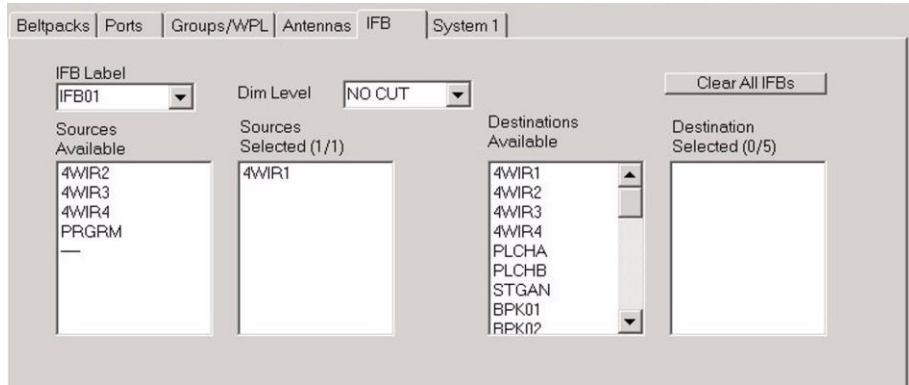 Beltpacks Ports Groups/WPL Antennas IFB System 1
IFB Label
IFB01
Dim Level NO CUT
Clear All IFBs
Sources Available
4WIR2
4WIR3
4WIR4
PRGRM
—
Sources Selected (1/1)
4WIR1
Destinations Available
4WIR1
4WIR2
4WIR3
4WIR4
PLCHA
PLCHB
STGAN
BPK01
BPK02
Destination Selected (0/5)